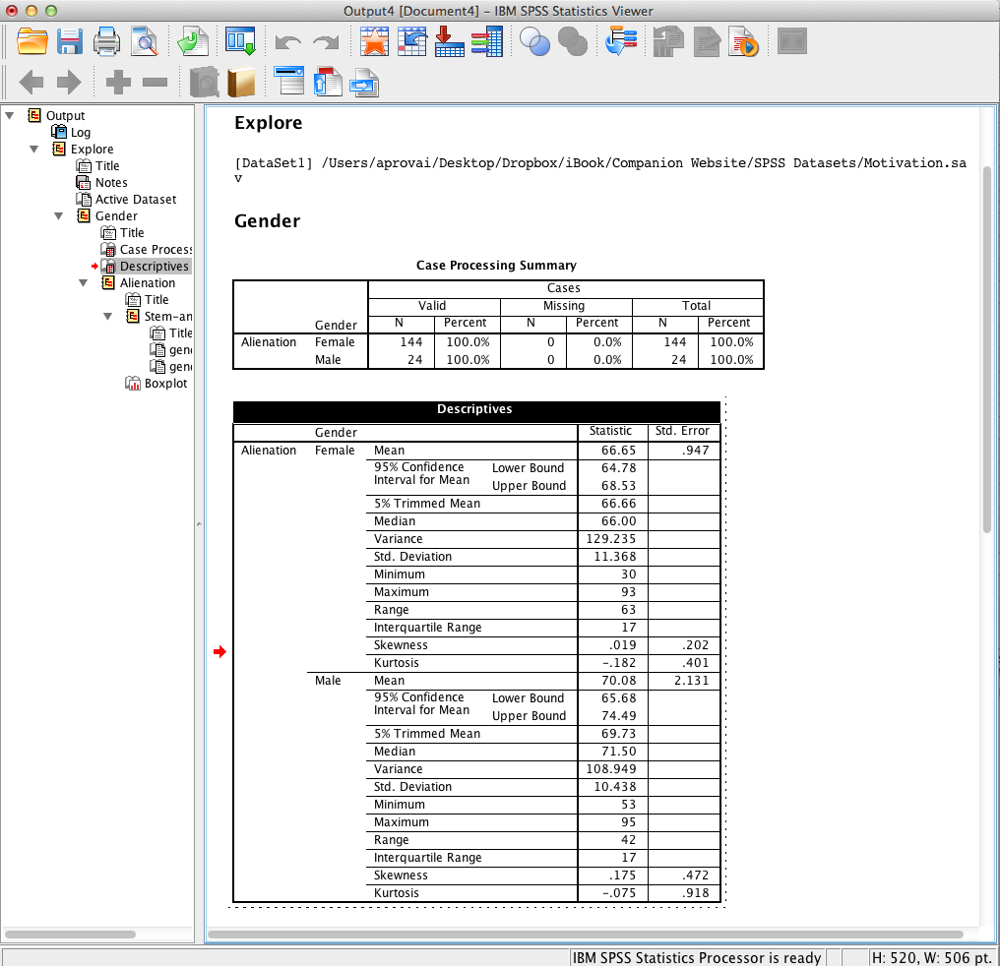 Output4 [Document4] – IBM SPSS Statistics Viewer
Output
Log
Explore
Title
Notes
Active Dataset
Gender
Title
Case Process
Descriptives
Alienation
Title
Stem-an
Title
gen
gen
Boxplot
Explore
[DataSet1] /Users/aprovai/Desktop/Dropbox/iBook/Companion Website/SPSS Datasets/Motivation.sa
v
Gender
Case Processing Summary
Cases
Valid Missing Total
Gender N Percent N Percent N Percent
Alienation Female 144 100.0% 0 0.0% 144 100.0%
Male 24 100.0% 0 0.0% 24 100.0%
Descriptives
Gender Statistic Std. Error
Alienation Female Mean 66.65 .947
95% Confidence Interval for Mean Lower Bound 64.78
Upper Bound 68.53
5% Trimmed Mean 66.66
Median 66.00
Variance 129.235
Std. Deviation 11.368
Minimum 30
Maximum 93
Range 63
Interquartile Range 17
Skewness .019 .202
Kurtosis -.182 .401
Male Mean 70.08 2.131
95% Confidence Interval for Mean Lower Bound 65.68
Upper Bound 74.49
5% Trimmed Mean 69.73
Median 71.50
Variance 108.949
Std. Deviation 10.438
Minimum 53
Maximum 95
Range 42
Interquartile Range 17
Skewness .175 .472
Kurtosis -.075 .918
IBM SPSS Statistics Processor is ready H: 520, W: 506 pt.